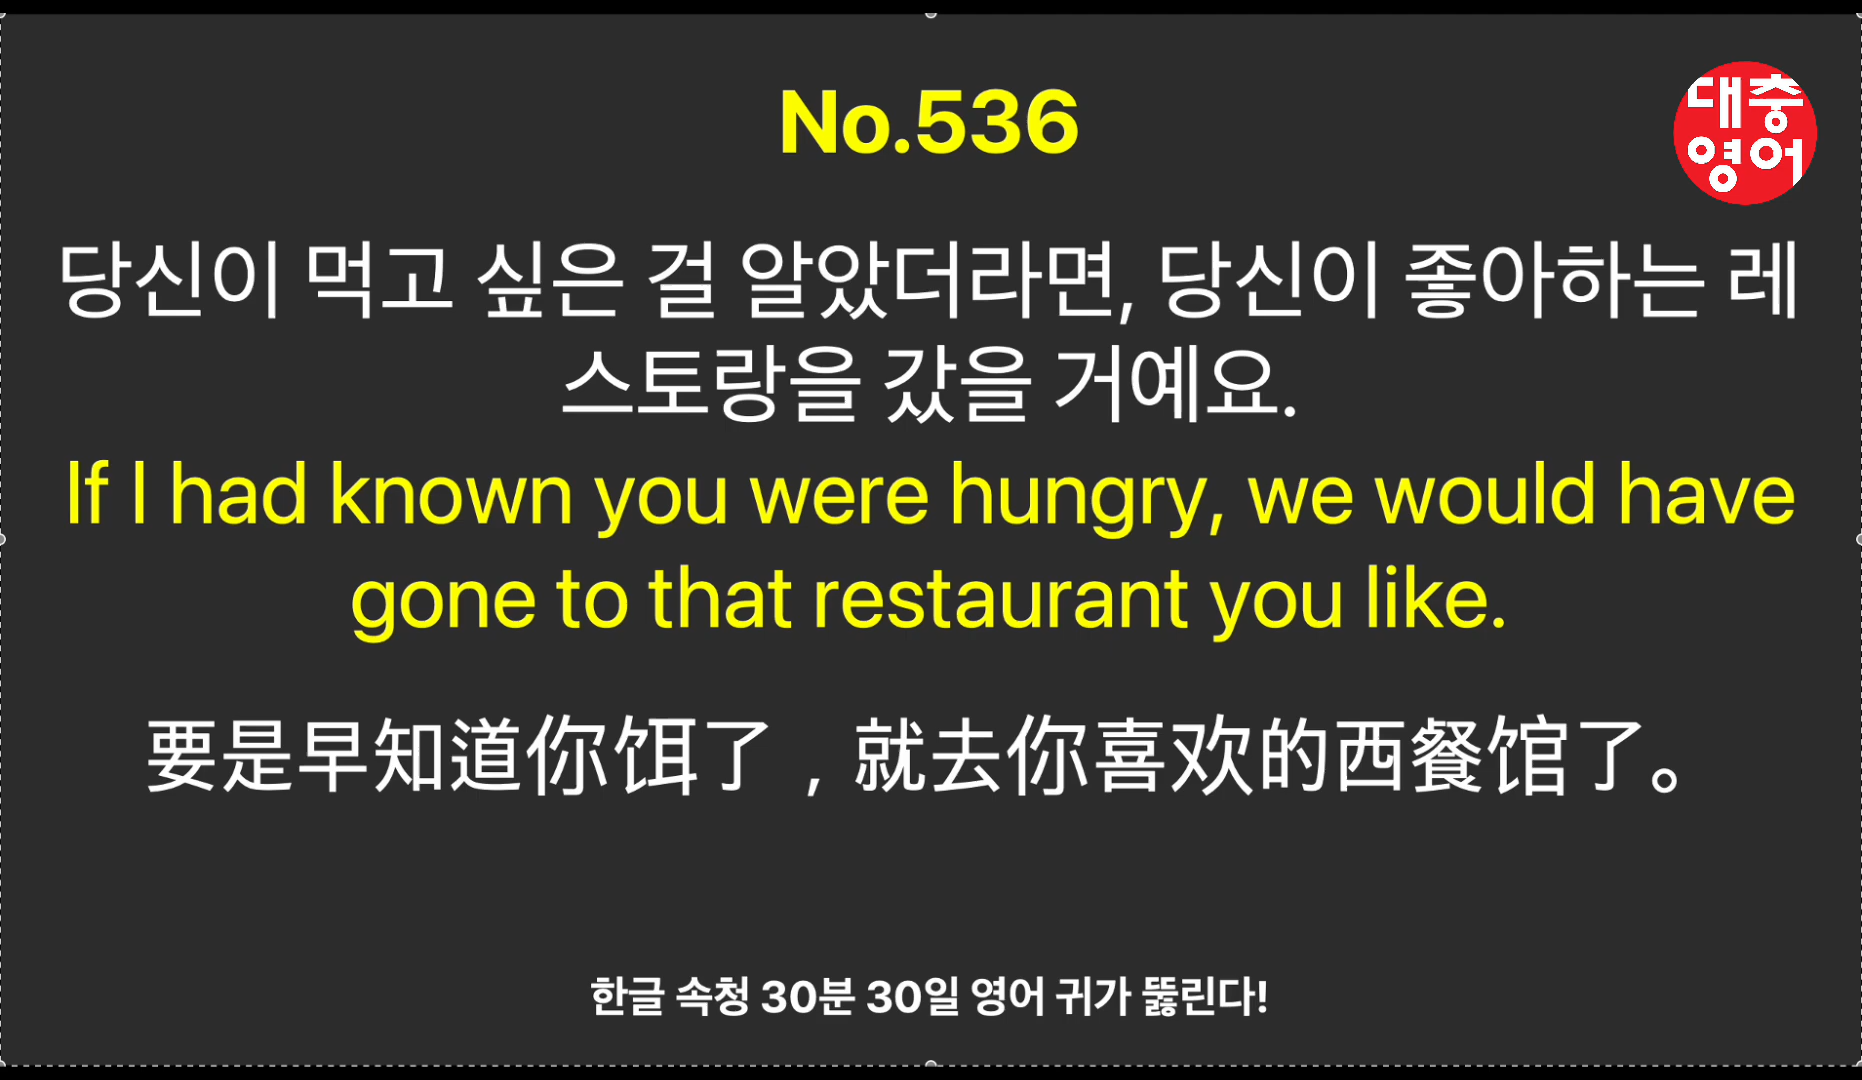 No.536
대충
영어
당신이 먹고 싶은 걸 알았더라면, 당신이 좋아하는 레
스토랑을 갔을 거예요.
If I had known you were hungry, we would have
gone to that restaurant you like.
要是早知道你饵了，就去你喜欢的西餐馆了。
한글 속청 30분 30일 영어 귀가 뚫린다!